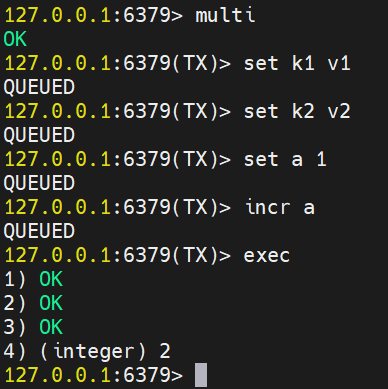 127.0.0.1:6379> multi
OK
127.0.0.1:6379(TX)> set k1 v1
QUEUED
127.0.0.1:6379(TX)> set k2 v2
QUEUED
127.0.0.1:6379(TX)> set a 1
QUEUED
127.0.0.1:6379(TX)> incr a
QUEUED
127.0.0.1:6379(TX)> exec
1) OK
2) OK
3) OK
4) (integer) 2
127.0.0.1:6379>